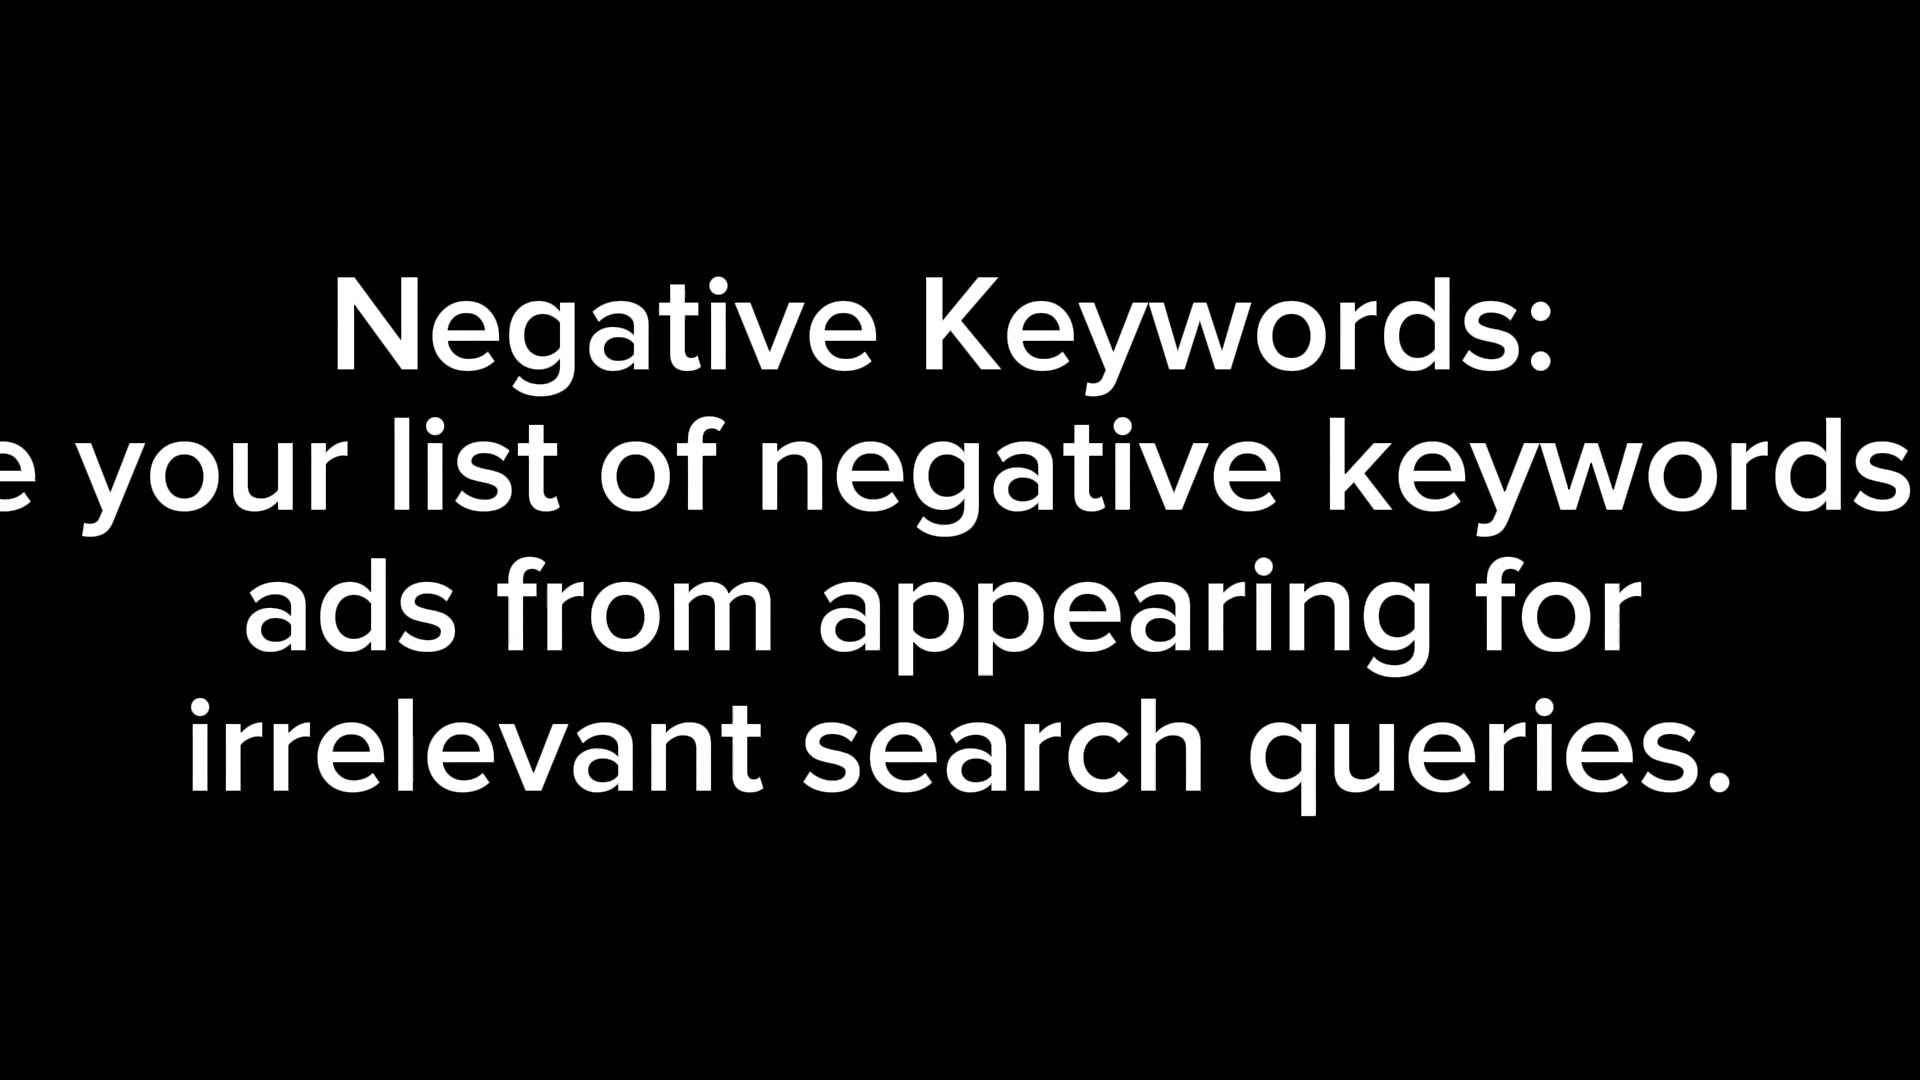 Negative Keywords:
your list of negative keywords
ads from appearing for
irrelevant search queries.